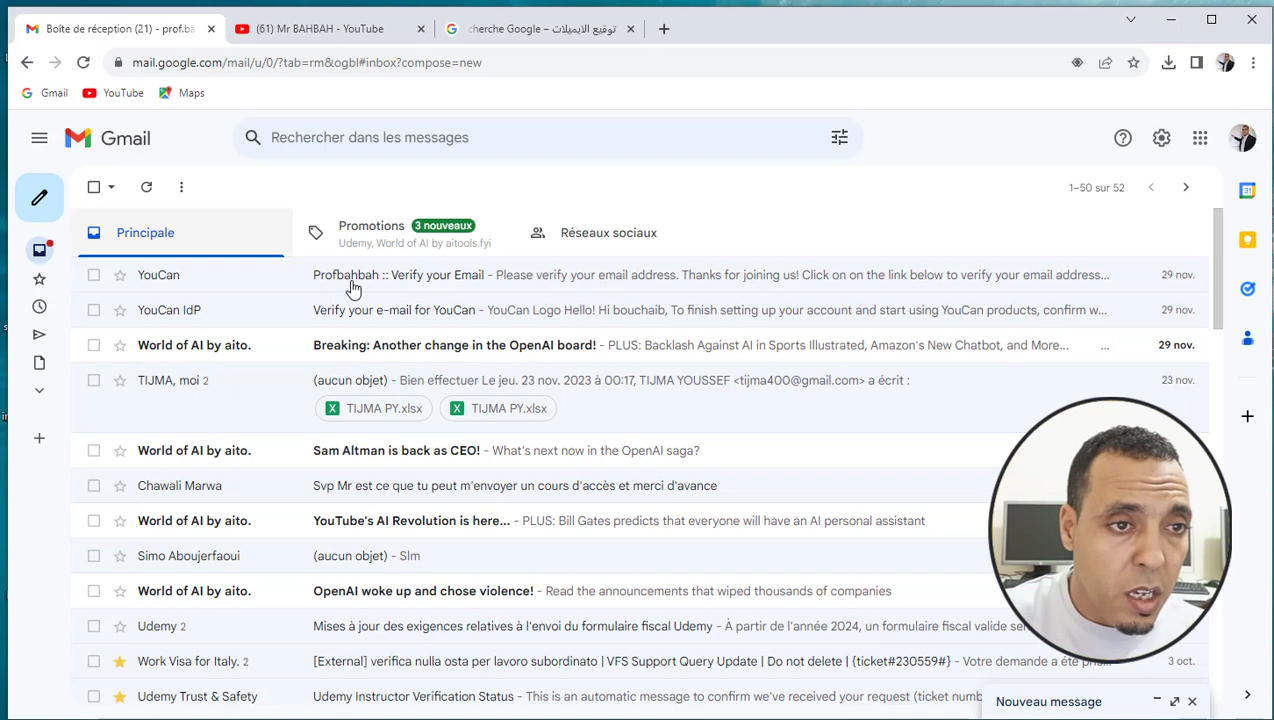 Boîte de réception (21) - prof.ba
(61) Mr BAHBAH - YouTube
توقيع الايميلات – cherche Google
mail.google.com/mail/u/0/?tab=rm&ogbl#inbox?compose=new
Gmail
YouTube
Maps
Gmail
Rechercher dans les messages
1–50 sur 52
Principale
Promotions
3 nouveaux
Udemy, World of AI by aitools.fyi
Réseaux sociaux
YouCan Profbahbah :: Verify your Email - Please verify your email address. Thanks for joining us! Click on on the link below to verify your email address... 29 nov.
YouCan IdP Verify your e-mail for YouCan - YouCan Logo Hello! Hi bouchaib, To finish setting up your account and start using YouCan products, confirm w... 29 nov.
World of AI by aito. Breaking: Another change in the OpenAI board! - PLUS: Backlash Against AI in Sports Illustrated, Amazon's New Chatbot, and More... ... 29 nov.
TIJMA, moi 2 (aucun objet) - Bien effectuer Le jeu. 23 nov. 2023 à 00:17, TIJMA YOUSSEF <tijma400@gmail.com> a écrit : 23 nov.
TIJMA PY.xlsx TIJMA PY.xlsx
World of AI by aito. Sam Altman is back as CEO! - What's next now in the OpenAI saga?
Chawali Marwa Svp Mr est ce que tu peut m'envoyer un cours d'accès et merci d'avance
World of AI by aito. YouTube's AI Revolution is here... - PLUS: Bill Gates predicts that everyone will have an AI personal assistant
Simo Aboujerfaoui (aucun objet) - Slm
World of AI by aito. OpenAI woke up and chose violence! - Read the announcements that wiped thousands of companies
Udemy 2 Mises à jour des exigences relatives à l'envoi du formulaire fiscal Udemy - À partir de l'année 2024, un formulaire fiscal valide
Work Visa for Italy. 2 [External] verifica nulla osta per lavoro subordinato | VFS Support Query Update | Do not delete | {ticket#230559#} - Votre demande a été 3 oct.
Udemy Trust & Safety Udemy Instructor Verification Status - This is an automatic message to confirm we've received your request (ticket
Nouveau message